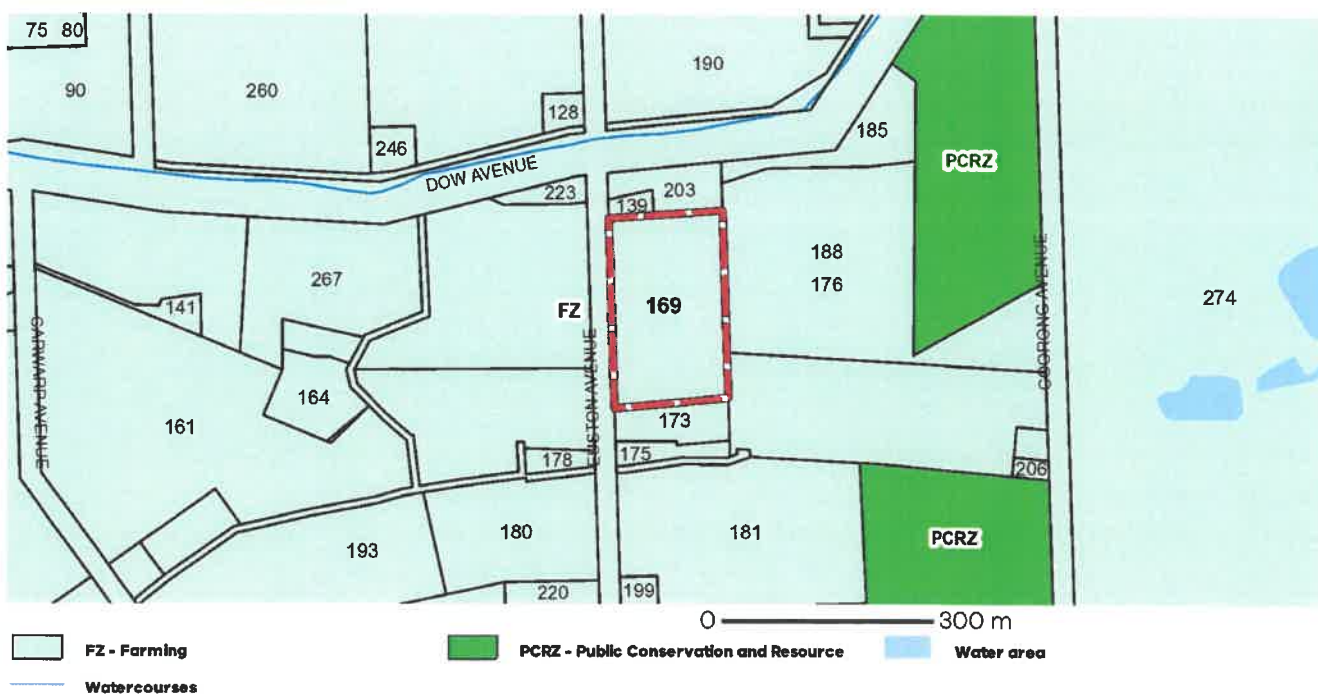 75 80
90
260
190
128
246
185
DOW AVENUE
PCRZ
223
203
139
188
267
176
274
141
FZ
169
CARWARP AVENUE
EUSTON AVENUE
COORONG AVENUE
164
161
173
178
175
206
193
180
181
PCRZ
220
199
0 300 m
FZ - Farming
PCRZ - Public Conservation and Resource
Water area
Watercourses